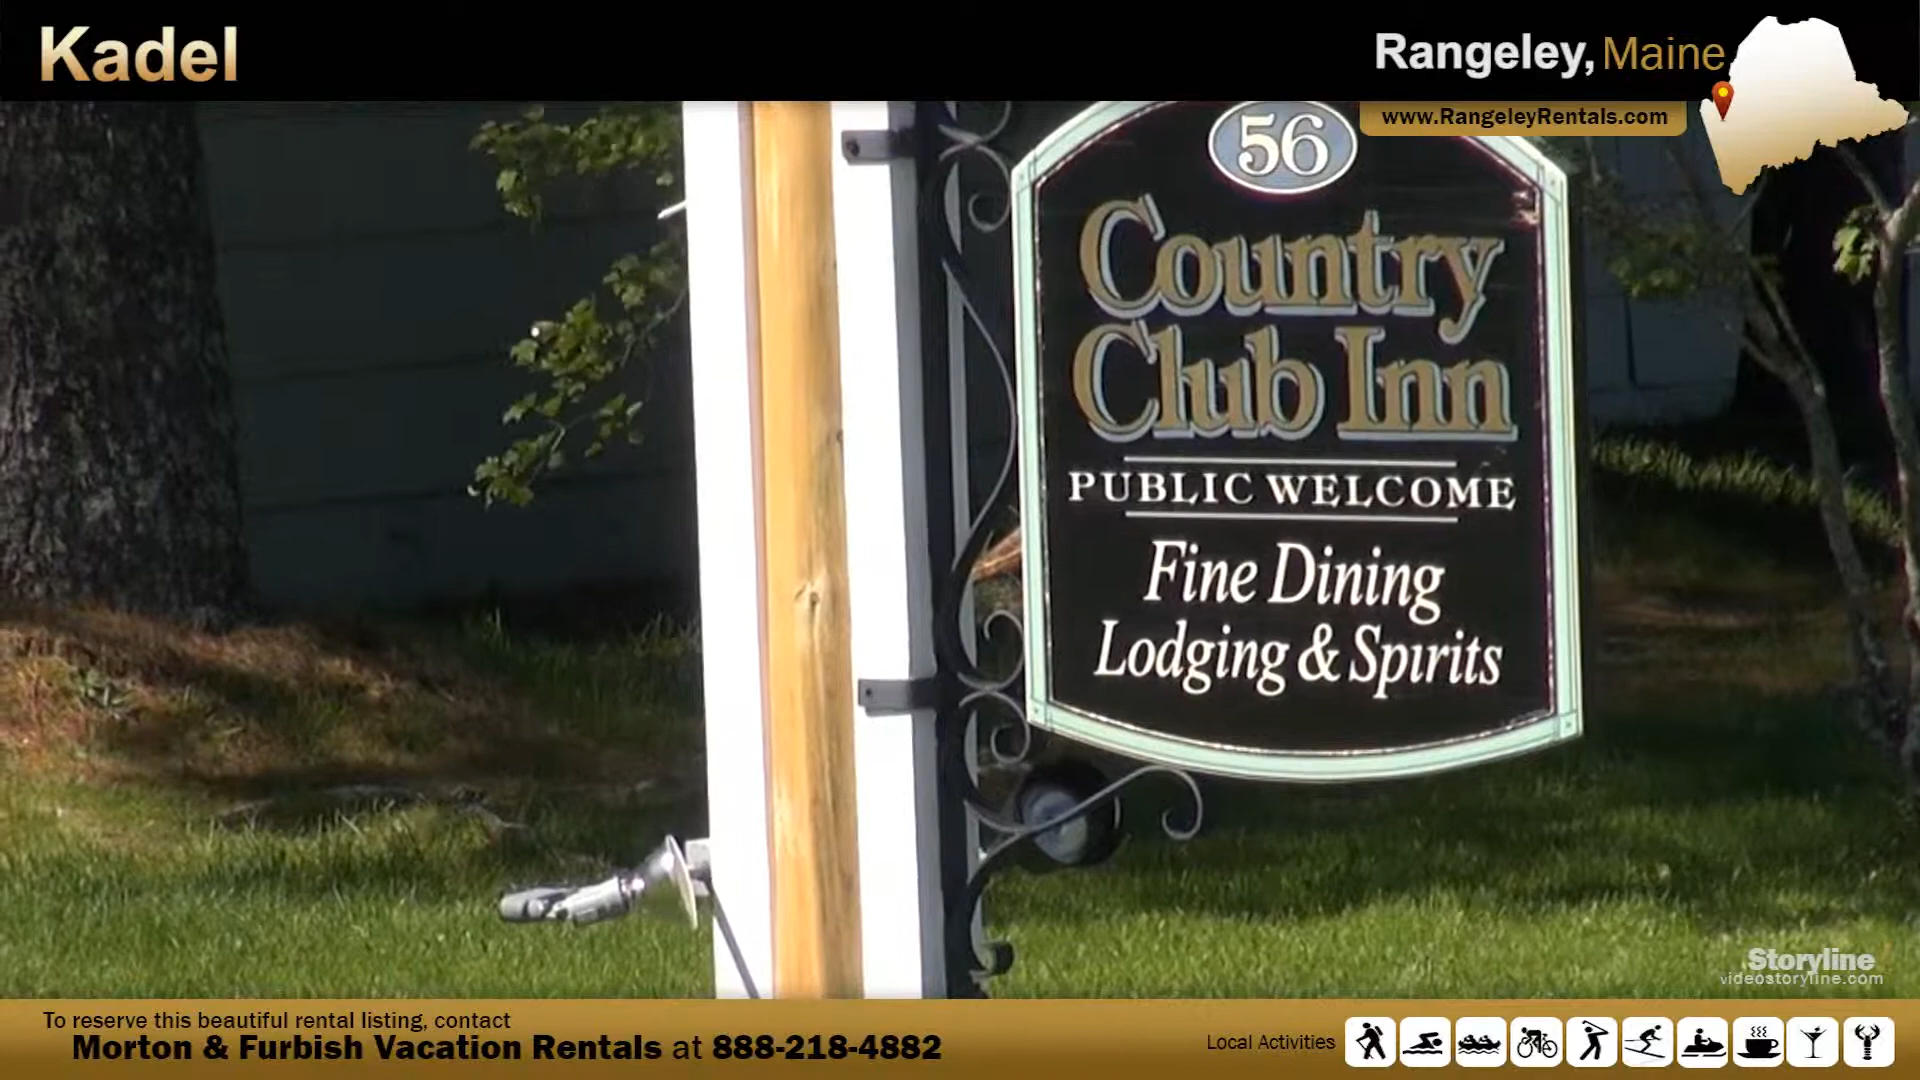 Kadel
Rangeley, Maine
www.RangeleyRentals.com
56
Country
Club Inn
PUBLIC WELCOME
Fine Dining
Lodging & Spirits
Storyline
videostoryline.com
To reserve this beautiful rental listing, contact
Morton & Furbish Vacation Rentals at 888-218-4882
Local Activities